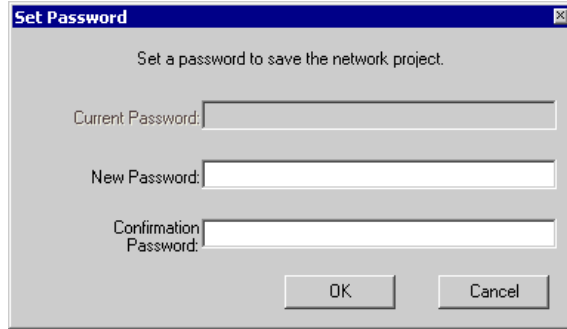 Set Password
Set a password to save the network project.
Current Password:
New Password:
Confirmation
Password:
OK
Cancel